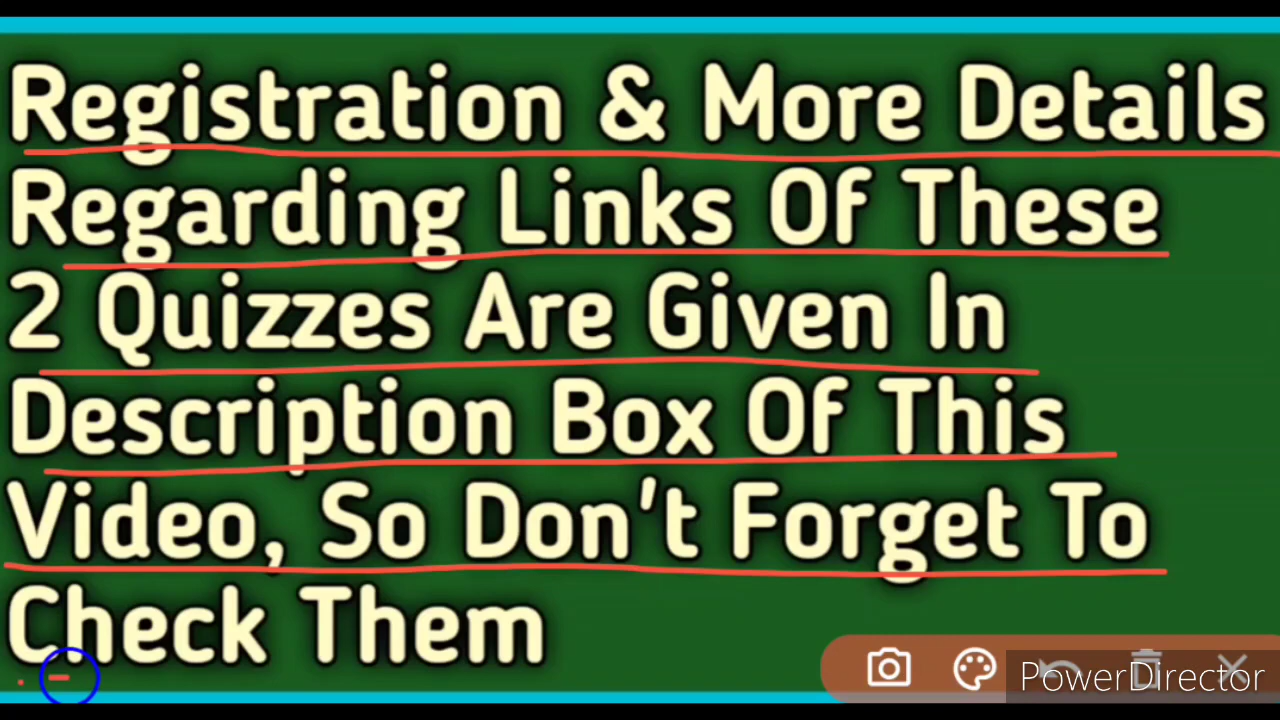 Registration & More Details
Regarding Links Of These
2 Quizzes Are Given In
Description Box Of This
Video, So Don't Forget To
Check Them
PowerDirector